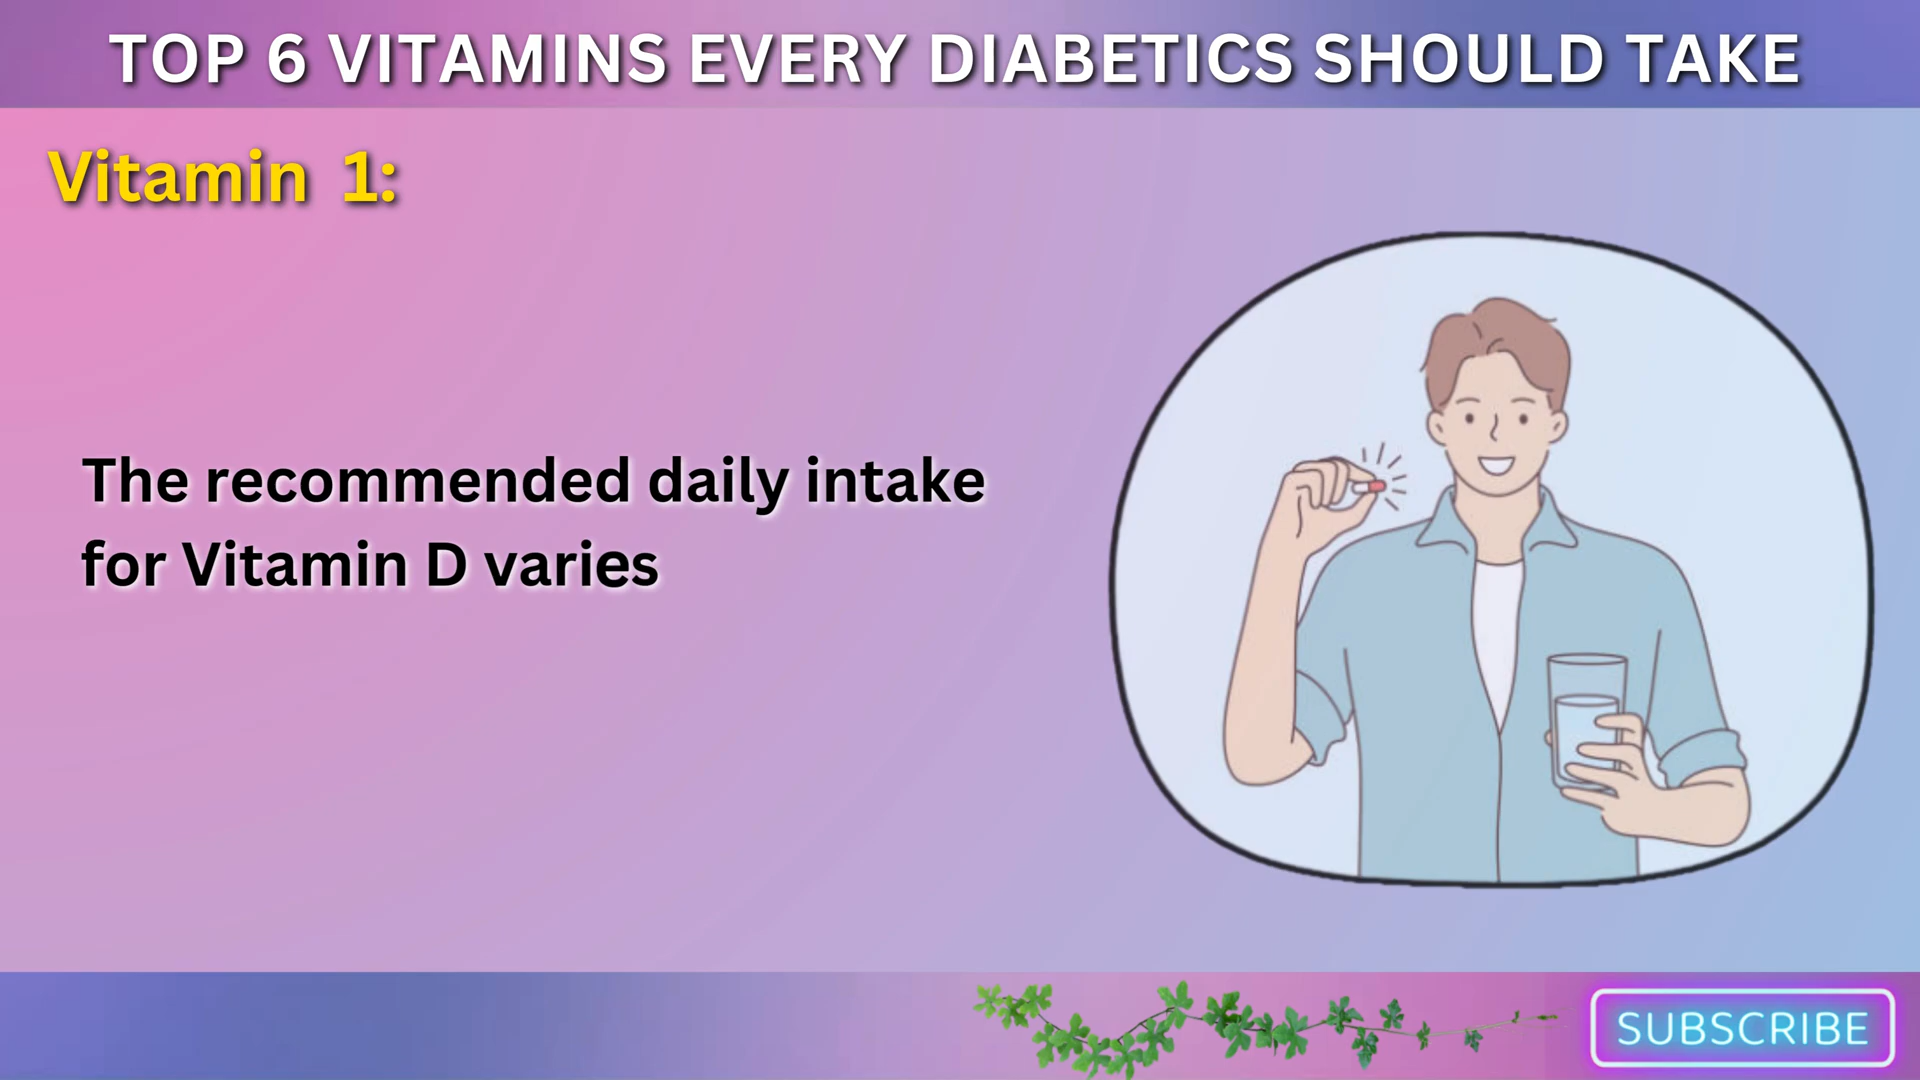 TOP 6 VITAMINS EVERY DIABETICS SHOULD TAKE
Vitamin 1:
The recommended daily intake
for Vitamin D varies
SUBSCRIBE